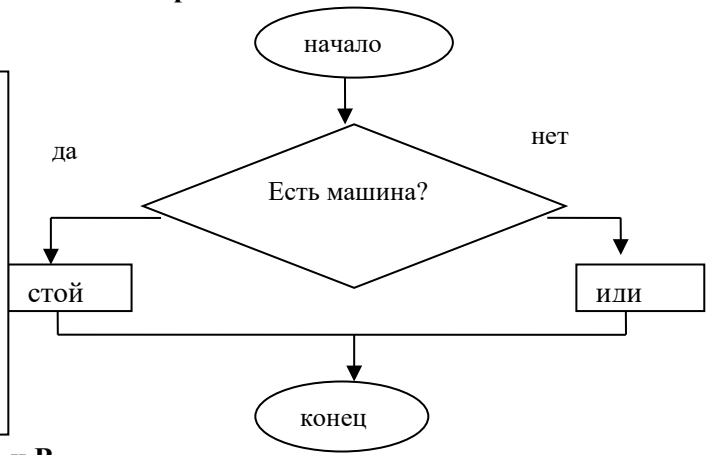 начало
да
нет
Есть машина?
стой
иди
конец
и В